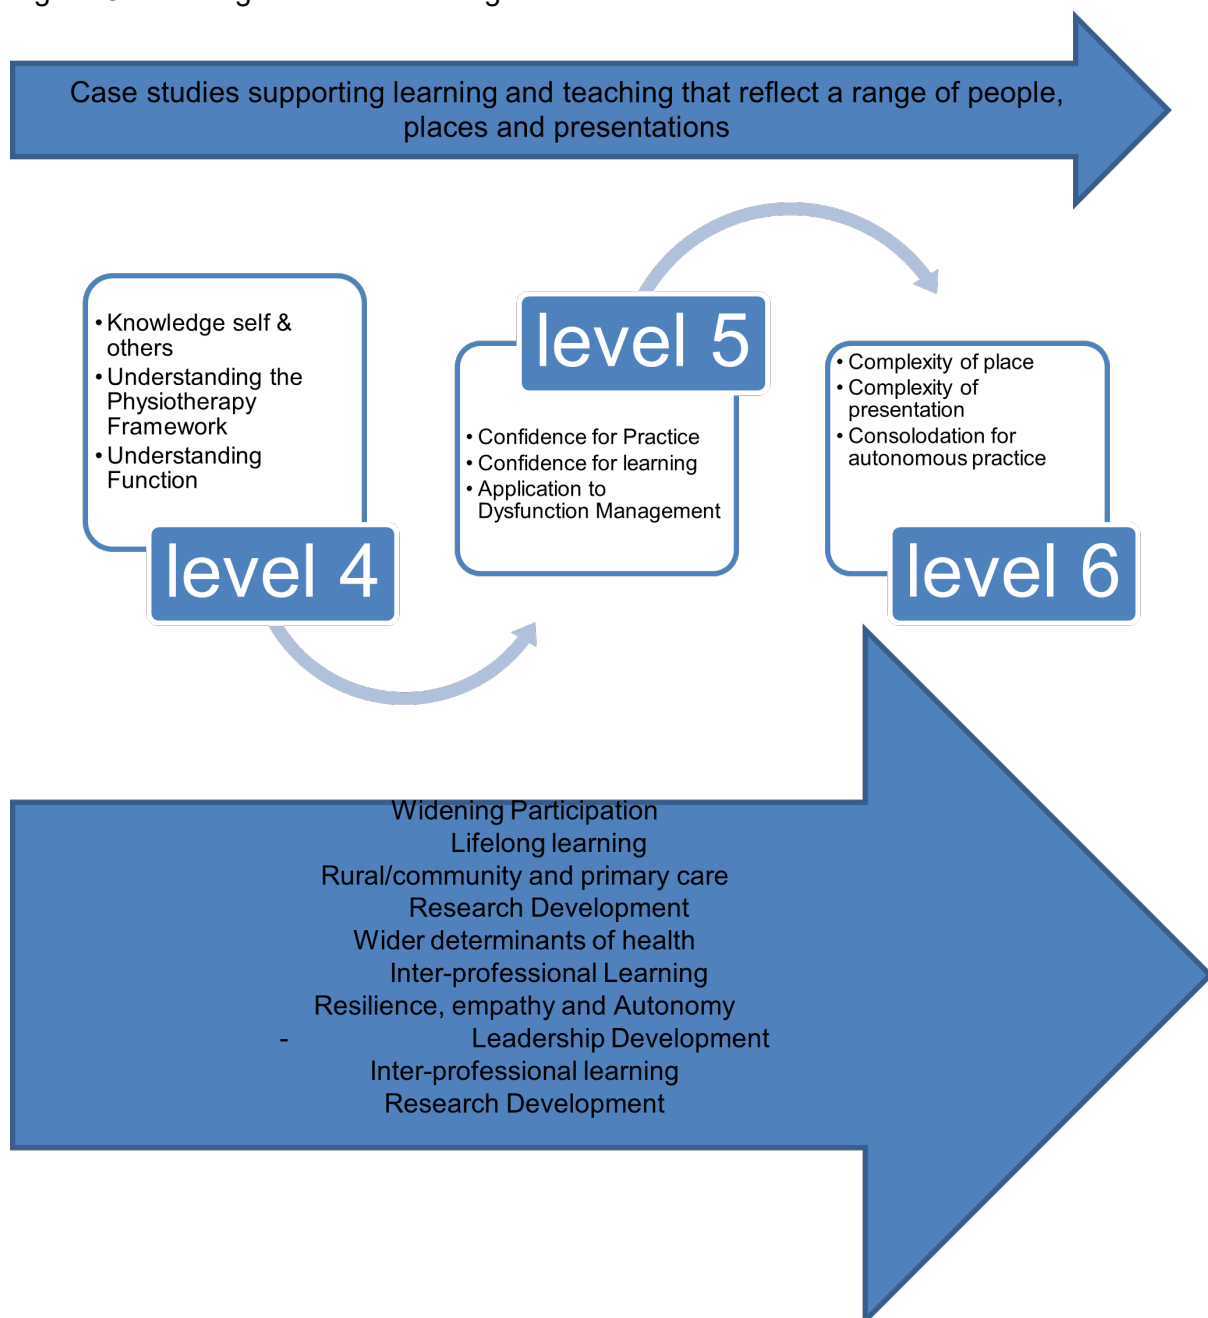 Case studies supporting learning and teaching that reflect a range of people,
places and presentations
• Knowledge self &
others
• Understanding the
Physiotherapy
Framework
• Understanding
Function
level 4
level 5
• Confidence for Practice
• Confidence for learning
• Application to
Dysfunction Management
• Complexity of place
• Complexity of
presentation
• Consolodation for
autonomous practice
level 6
Widening Participation
Lifelong learning
Rural/community and primary care
Research Development
Wider determinants of health
Inter-professional Learning
Resilience, empathy and Autonomy
- Leadership Development
Inter-professional learning
Research Development